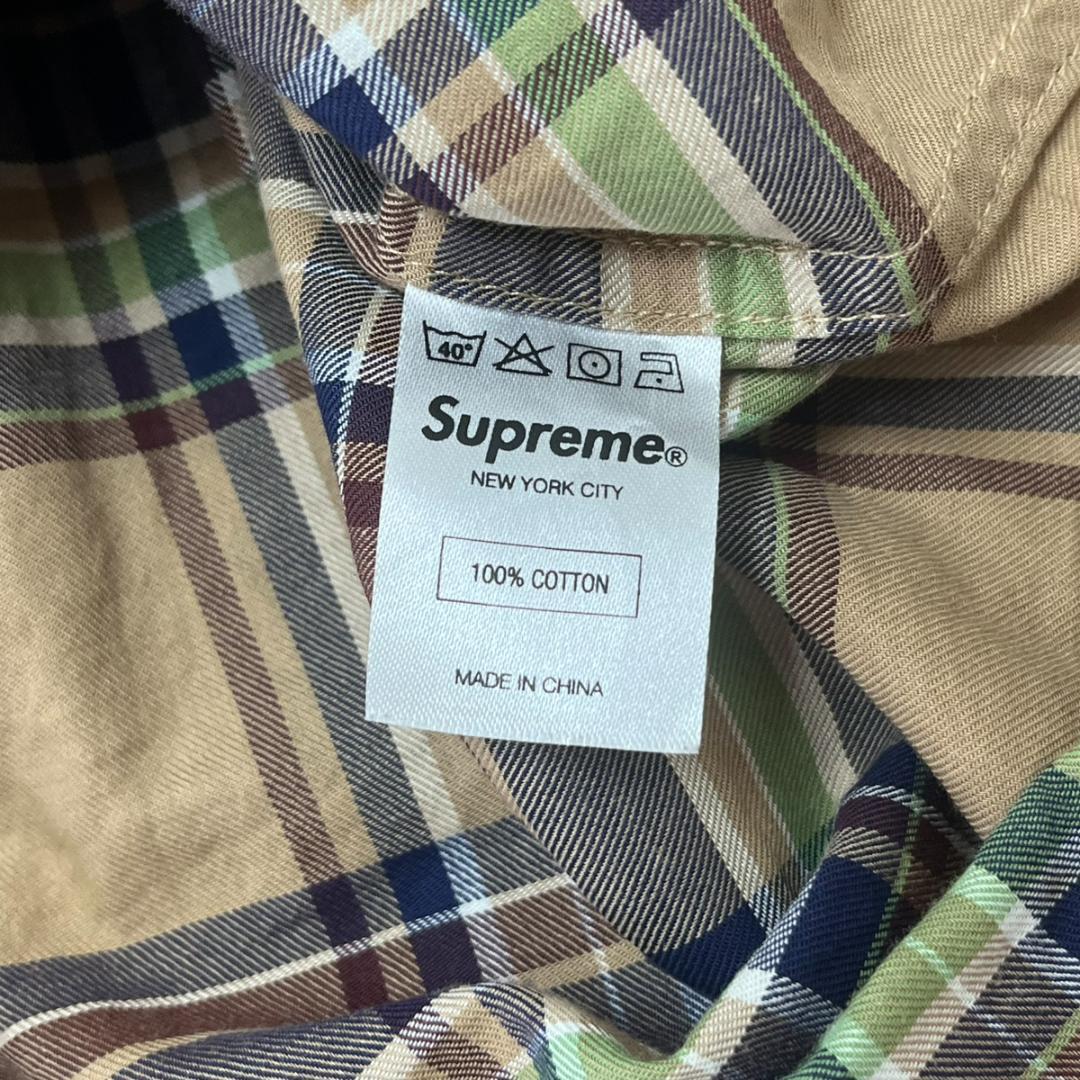 40°
Supreme®
NEW YORK CITY
100% COTTON
MADE IN CHINA